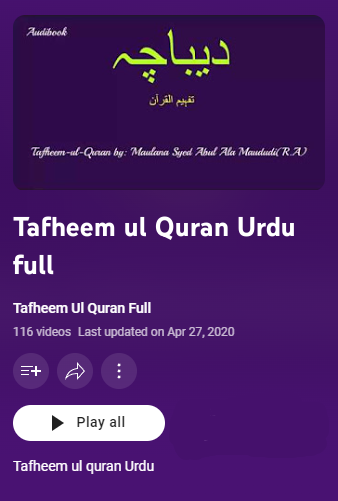 Audibook
دیباچہ
تفہیم القرآن
Tafheem-ul-Quran by: Maulana Syed Abul Ala Maududi(R.A)
Tafheem ul Quran Urdu
full
Tafheem Ul Quran Full
116 videos Last updated on Apr 27, 2020
Play all
Tafheem ul quran Urdu